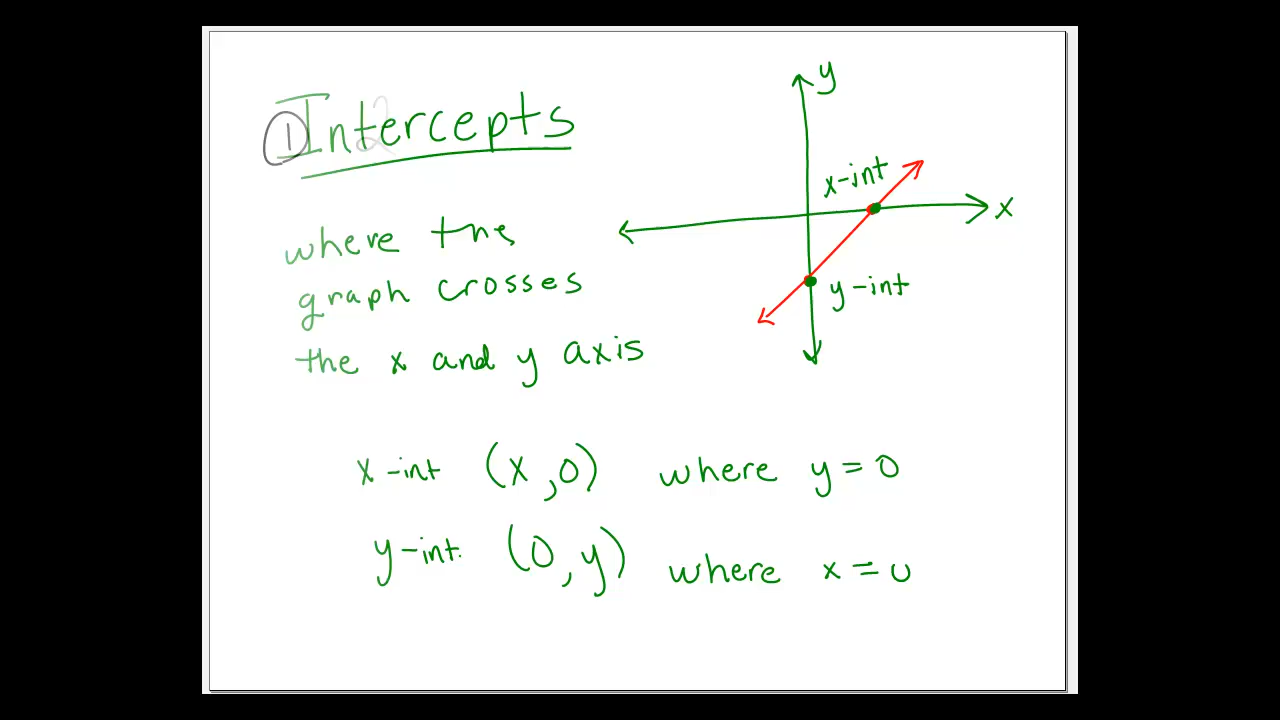 ① Intercepts
where the
graph crosses
the x and y axis
y
x-int
x
y-int
x-int (x,0) where y=0
y-int. (0,y) where x=0